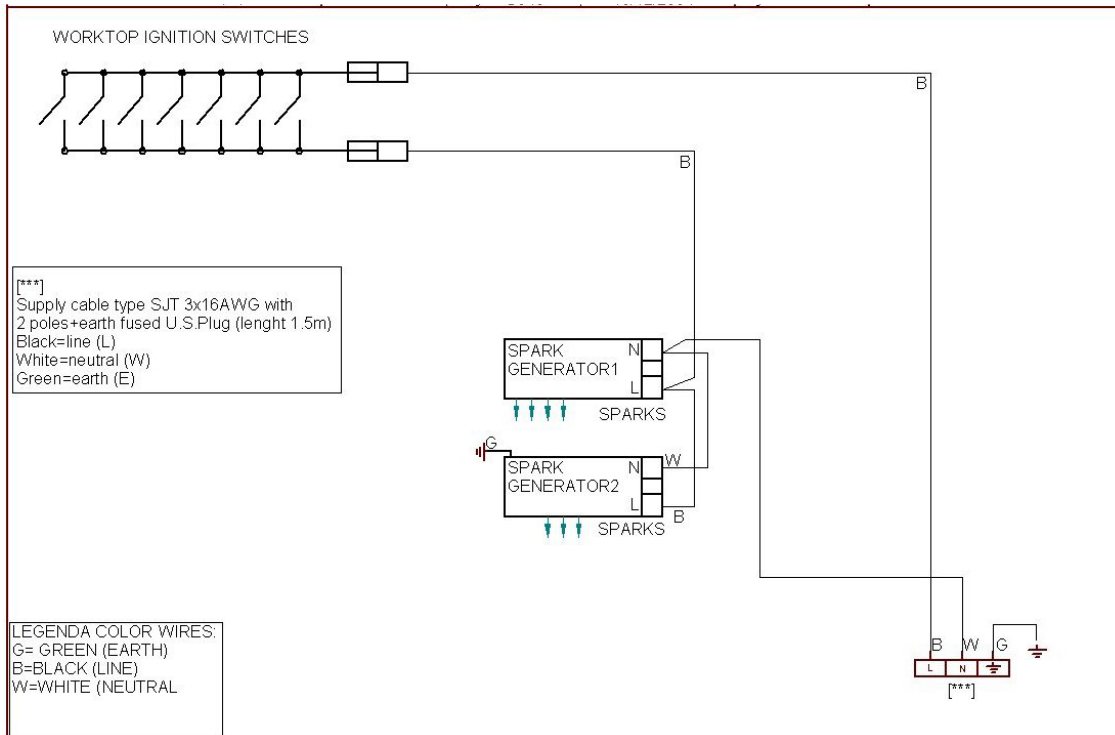 WORKTOP IGNITION SWITCHES
B
B
[***]
Supply cable type SJT 3x16AWG with
2 poles+earth fused U.S.Plug (lenght 1.5m)
Black=line (L)
White=neutral (W)
Green=earth (E)
SPARK N
GENERATOR1
L
SPARKS
G
SPARK N W
GENERATOR2
L
B
SPARKS
LEGENDA COLOR WIRES:
G= GREEN (EARTH)
B=BLACK (LINE)
W=WHITE (NEUTRAL
B W G
L N
[***]